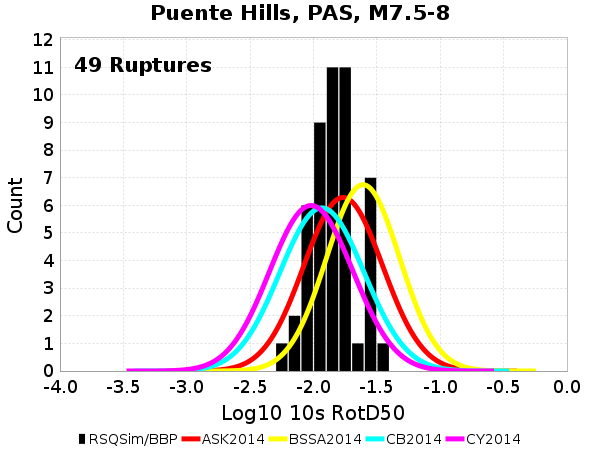 Puente Hills, PAS, M7.5-8
49 Ruptures
Count
12
11
10
9
8
7
6
5
4
3
2
1
0
-4.0 -3.5 -3.0 -2.5 -2.0 -1.5 -1.0 -0.5 0.0
Log10 10s RotD50
RSQSim/BBP ASK2014 BSSA2014 CB2014 CY2014